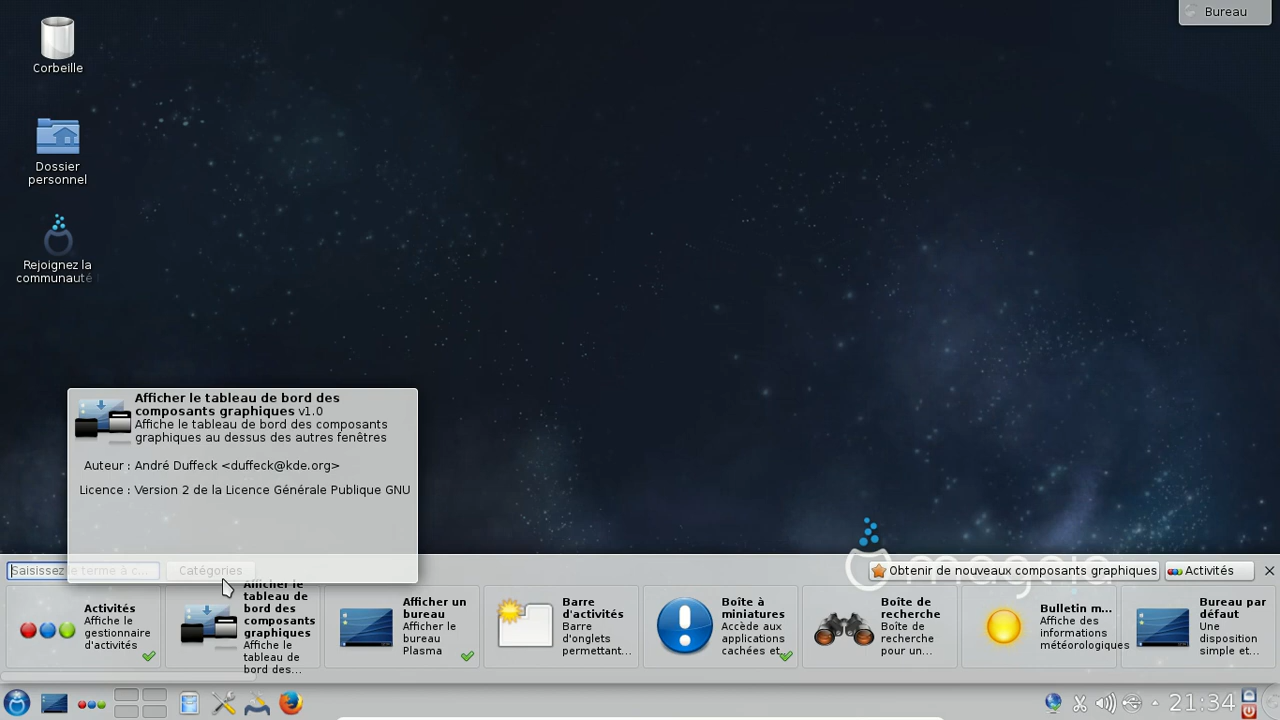 Bureau
Corbeille
Dossier
personnel
Rejoignez la
communauté
Afficher le tableau de bord des
composants graphiques v1.0
Affiche le tableau de bord des composants
graphiques au dessus des autres fenêtres
Auteur : André Duffeck <duffeck@kde.org>
Licence : Version 2 de la Licence Générale Publique GNU
Saisissez le terme à c...
Catégories
Obtenir de nouveaux composants graphiques
Activités
Activités
Affiche le
gestionnaire
d'activités
Afficher le
tableau de
bord des
composants
graphiques
Affiche le
tableau de
bord des...
Afficher un
bureau
Afficher le
bureau
Plasma
Barre
d'activités
Barre
d'onglets
permettant...
Boîte à
miniatures
Accède aux
applications
cachées et...
Boîte de
recherche
Boîte de
recherche
pour un...
Bulletin m...
Affiche des
informations
météorologiques
Bureau par
défaut
Une
disposition
simple et...
21:34